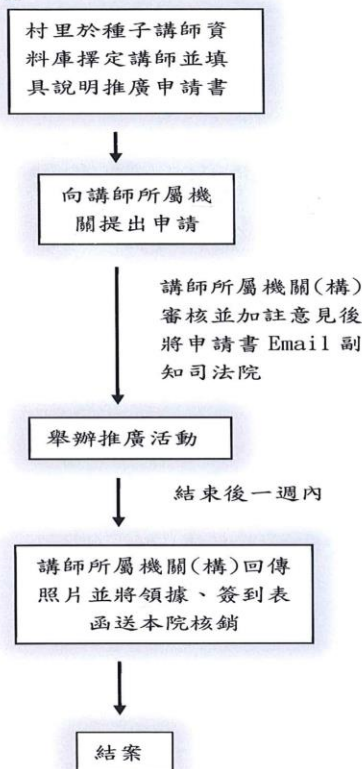 村里於種子講師資
料庫擇定講師並填
具說明推廣申請書
向講師所屬機
關提出申請
講師所屬機關(構)
審核並加註意見後
將申請書 Email 副
知司法院
舉辦推廣活動
結束後一週內
講師所屬機關(構)回傳
照片並將領據、簽到表
函送本院核銷
結案